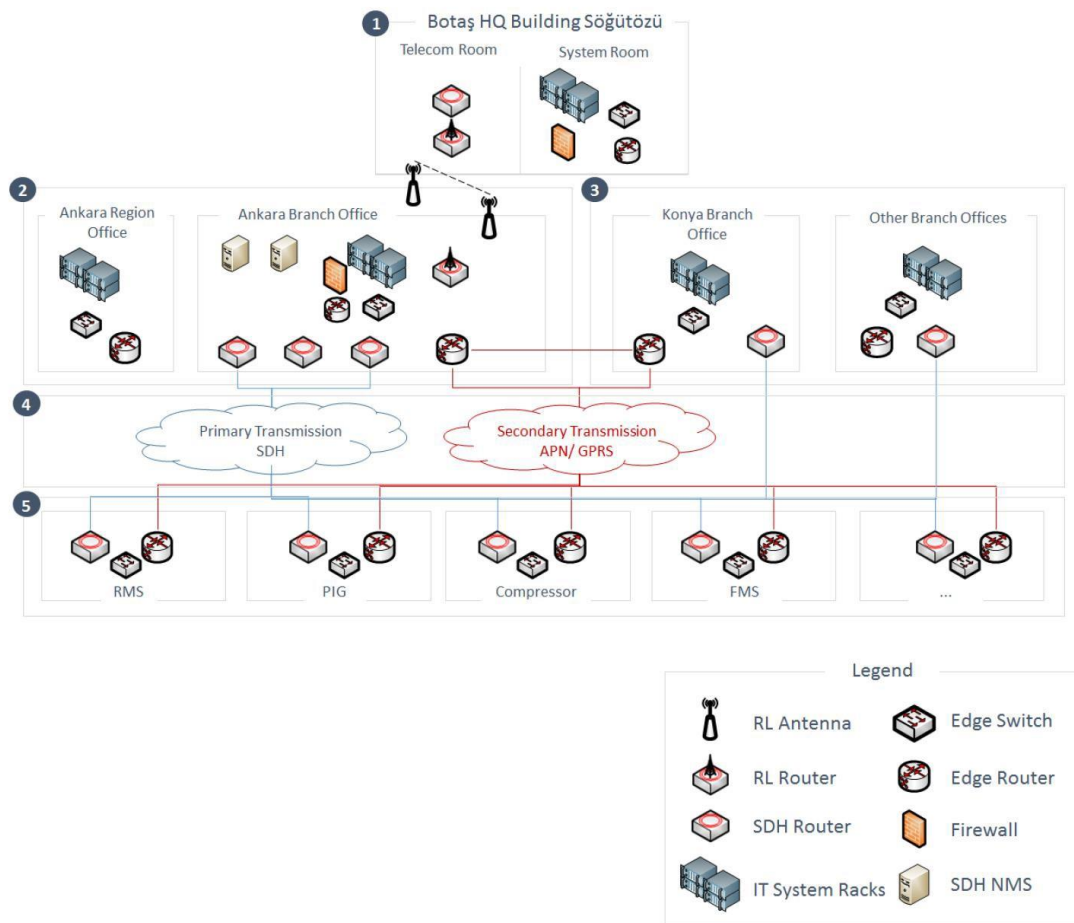 1
Botaş HQ Building Söğütözü
Telecom Room
System Room
2
Ankara Region
Office
Ankara Branch Office
3
Konya Branch
Office
Other Branch Offices
4
Primary Transmission
SDH
Secondary Transmission
APN/ GPRS
5
RMS
PIG
Compressor
FMS
...
Legend
RL Antenna
Edge Switch
RL Router
Edge Router
SDH Router
Firewall
IT System Racks
SDH NMS